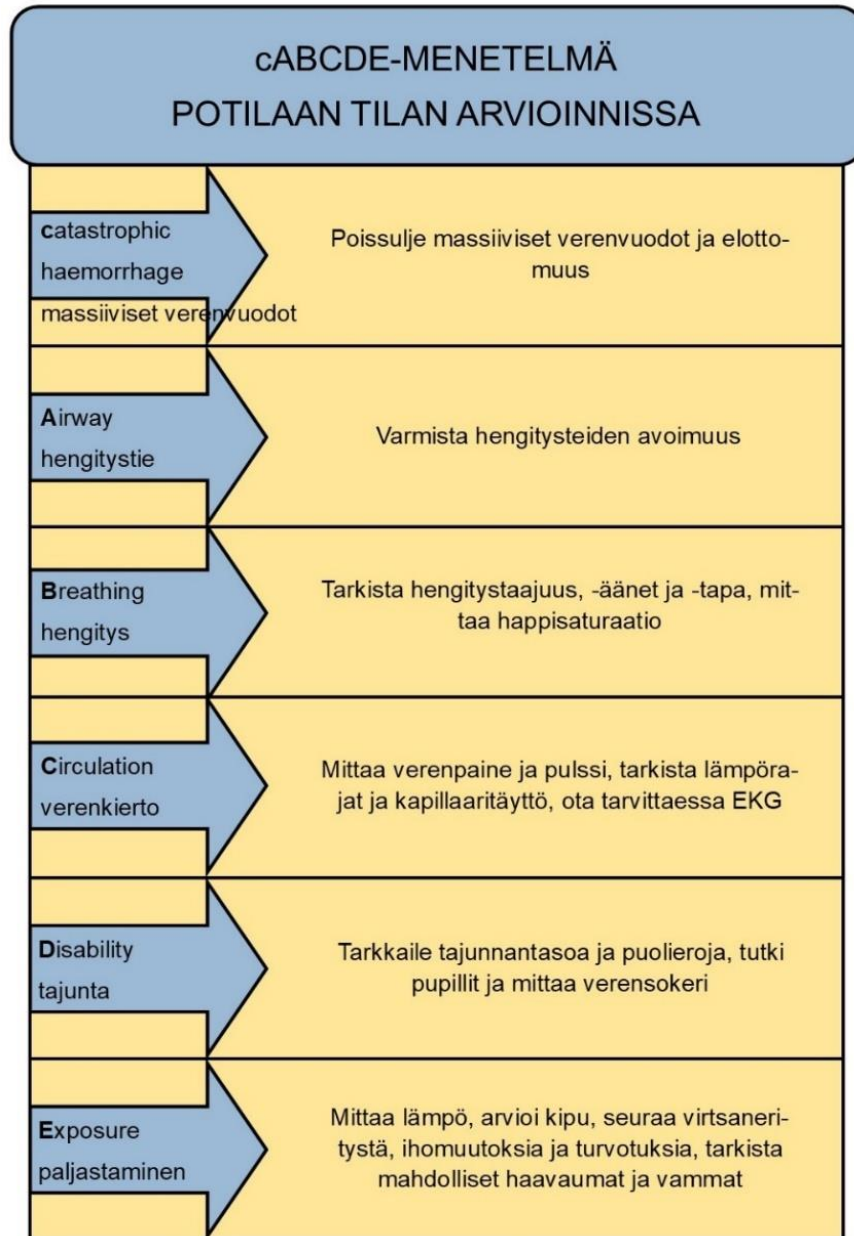 cABCDE-MENETELMÄ
POTILAAN TILAN ARVIOINNISSA
catastrophic
haemorrhage
massiiviset verenvuodot
Poissulje massiiviset verenvuodot ja elotto-
muus
Airway
hengitystie
Varmista hengitysteiden avoimuus
Breathing
hengitys
Tarkista hengitystaajuus, -äänet ja -tapa, mit-
taa happisaturaatio
Circulation
verenkierto
Mittaa verenpaine ja pulssi, tarkista lämpöra-
jat ja kapillaaritäyttö, ota tarvittaessa EKG
Disability
tajunta
Tarkkaile tajunnantasoa ja puolieroja, tutki
pupillit ja mittaa verensokeri
Exposure
paljastaminen
Mittaa lämpö, arvioi kipu, seuraa virtsaneri-
tystä, ihomuutoksia ja turvotuksia, tarkista
mahdolliset haavaumat ja vammat